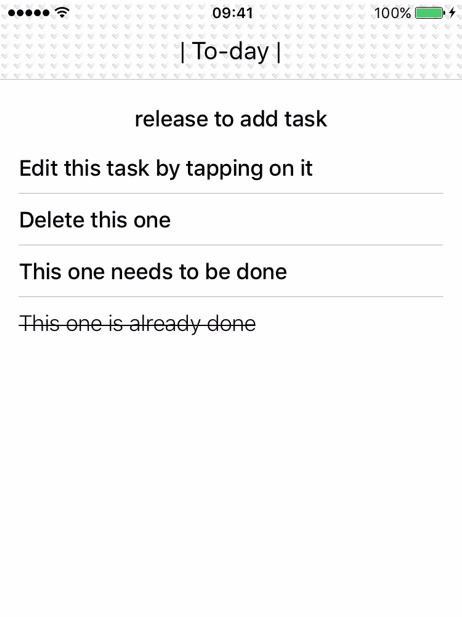 09:41 100%
| To-day |
release to add task
Edit this task by tapping on it
Delete this one
This one needs to be done
This one is already done